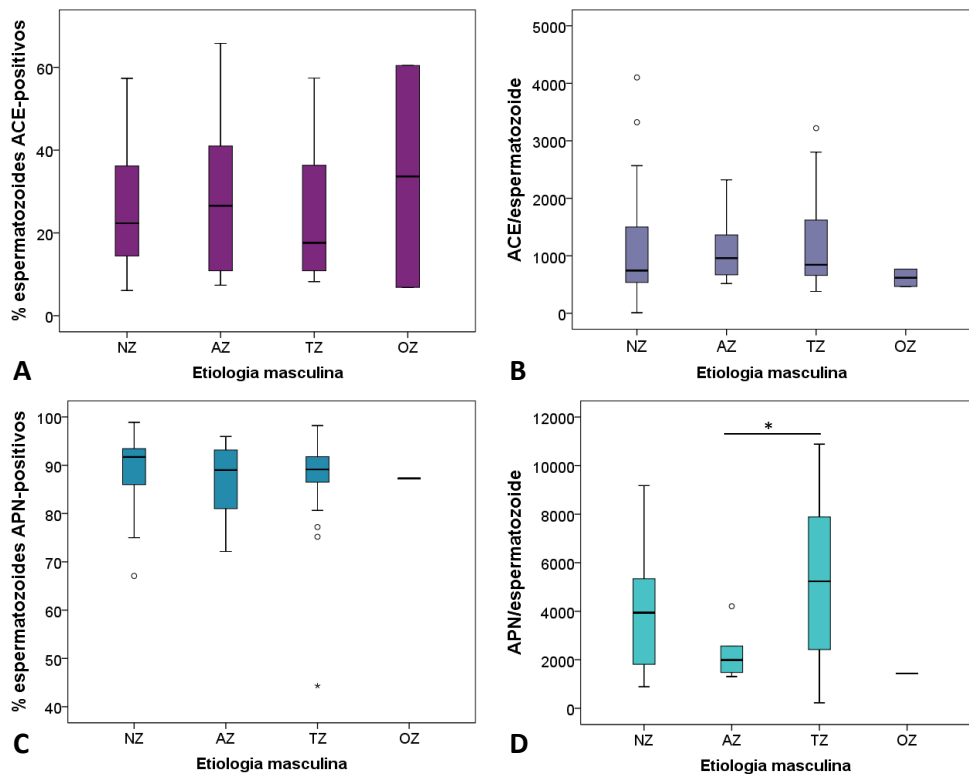 % espermatozoides ACE-positivos
60
40
20
0
NZ AZ TZ OZ
Etiologia masculina
A
ACE/espermatozoide
5000
4000
3000
2000
1000
0
NZ AZ TZ OZ
Etiologia masculina
B
% espermatozoides APN-positivos
100
90
80
70
60
50
40
*
NZ AZ TZ OZ
Etiologia masculina
C
APN/espermatozoide
12000
10000
8000
6000
4000
2000
0
*
NZ AZ TZ OZ
Etiologia masculina
D